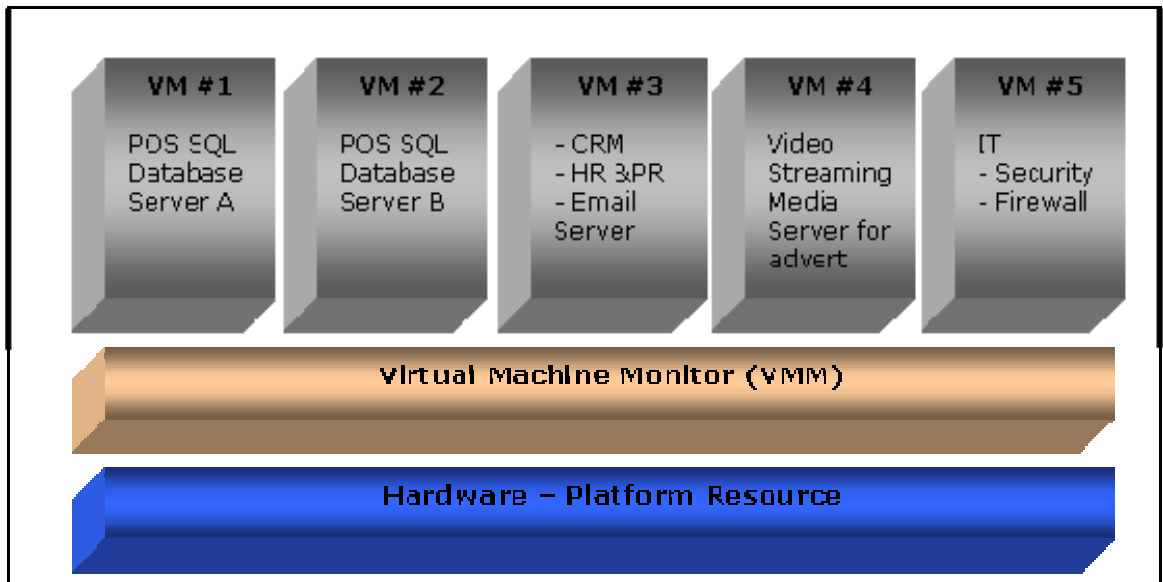 VM #1
POS SQL
Database
Server A
VM #2
POS SQL
Database
Server B
VM #3
- CRM
- HR &PR
- Email
Server
VM #4
Video
Streaming
Media
Server for
advert
VM #5
IT
- Security
- Firewall
Virtual Machine Monitor (VMM)
Hardware – Platform Resource